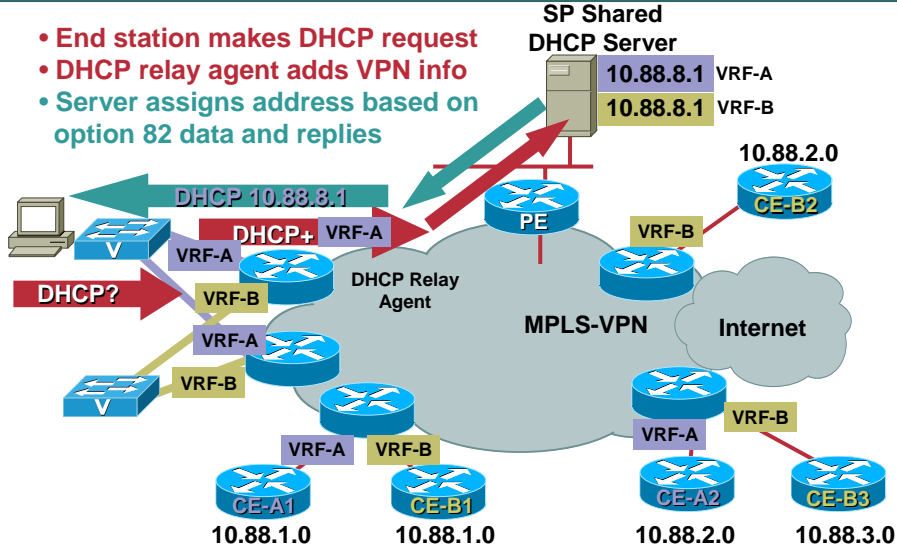 • End station makes DHCP request
• DHCP relay agent adds VPN info
• Server assigns address based on
option 82 data and replies
SP Shared
DHCP Server
10.88.8.1 VRF-A
10.88.8.1 VRF-B
10.88.2.0
CE-B2
DHCP 10.88.8.1
PE
DHCP+ VRF-A
V
VRF-A
VRF-B
DHCP Relay
Agent
DHCP?
VRF-B
MPLS-VPN
Internet
VRF-A
VRF-B
V
VRF-A
VRF-B
VRF-A
VRF-B
CE-A1
CE-B1
CE-A2
CE-B3
10.88.1.0
10.88.1.0
10.88.2.0
10.88.3.0